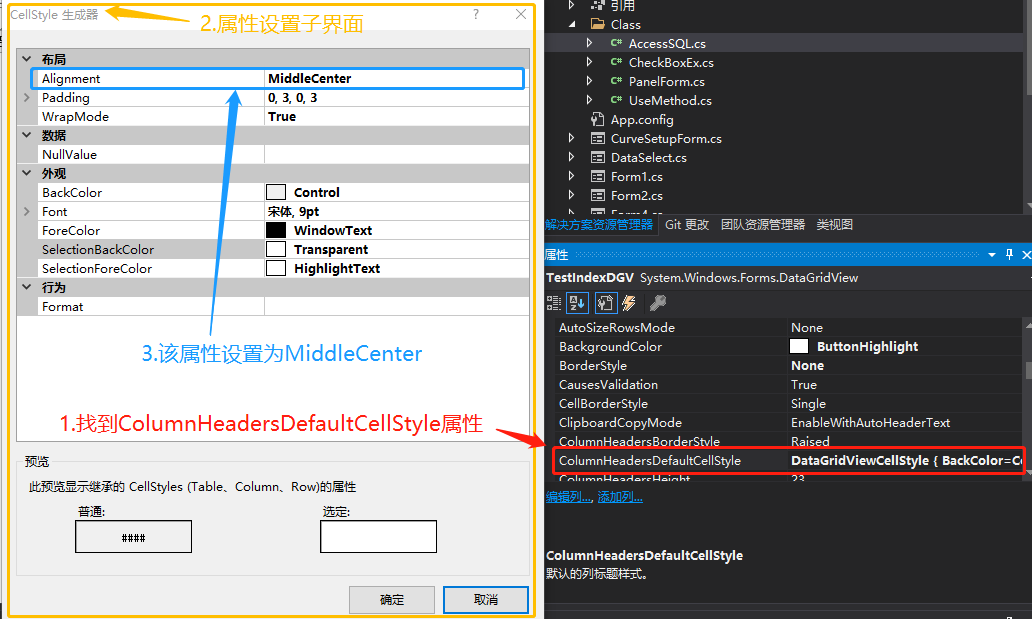 CellStyle 生成器
?
2.属性设置子界面
布局
Alignment MiddleCenter
Padding 0, 3, 0, 3
WrapMode True
数据
NullValue
外观
BackColor Control
Font 宋体, 9pt
ForeColor WindowText
SelectionBackColor Transparent
SelectionForeColor HighlightText
行为
Format
3.该属性设置为MiddleCenter
1.找到ColumnHeadersDefaultCellStyle属性
预览
此预览显示继承的 CellStyles (Table、Column、Row)的属性
普通: 选定:
####
确定 取消
引用
Class
C# AccessSQL.cs
C# CheckBoxEx.cs
C# PanelForm.cs
C# UseMethod.cs
App.config
CurveSetupForm.cs
DataSelect.cs
Form1.cs
Form2.cs
Form4.cs
解决方案资源管理器 Git 更改 团队资源管理器 类视图
属性
TestIndexDGV System.Windows.Forms.DataGridView
AutoSizeRowsMode None
BackgroundColor ButtonHighlight
BorderStyle None
CausesValidation True
CellBorderStyle Single
ClipboardCopyMode EnableWithAutoHeaderText
ColumnHeadersBorderStyle Raised
ColumnHeadersDefaultCellStyle DataGridViewCellStyle { BackColor=Co
ColumnHeadersHeight 23
编辑列..., 添加列...
ColumnHeadersDefaultCellStyle
默认的列标题样式。